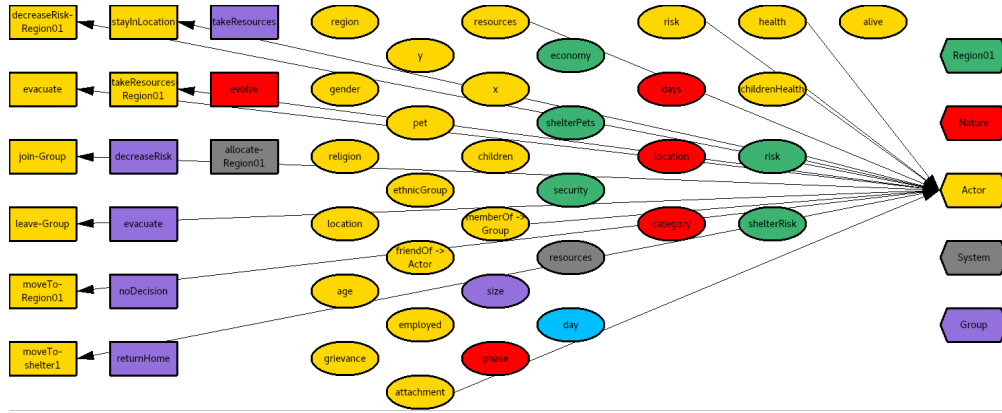 decreaseRisk-
Region01
stayInLocation
takeResources
region
resources
risk
health
alive
y
economy
Region01
evacuate
takeResources-
Region01
evolve
gender
x
days
childrenHealth
pet
shelterPets
Nature
join-Group
decreaseRisk
allocate-
Region01
religion
children
location
risk
ethnicGroup
security
Actor
leave-Group
evacuate
location
memberOf ->
Group
category
shelterRisk
friendOf ->
Actor
resources
System
moveTo-
Region01
noDecision
age
size
employed
day
Group
moveTo-
shelter1
returnHome
grievance
phase
attachment